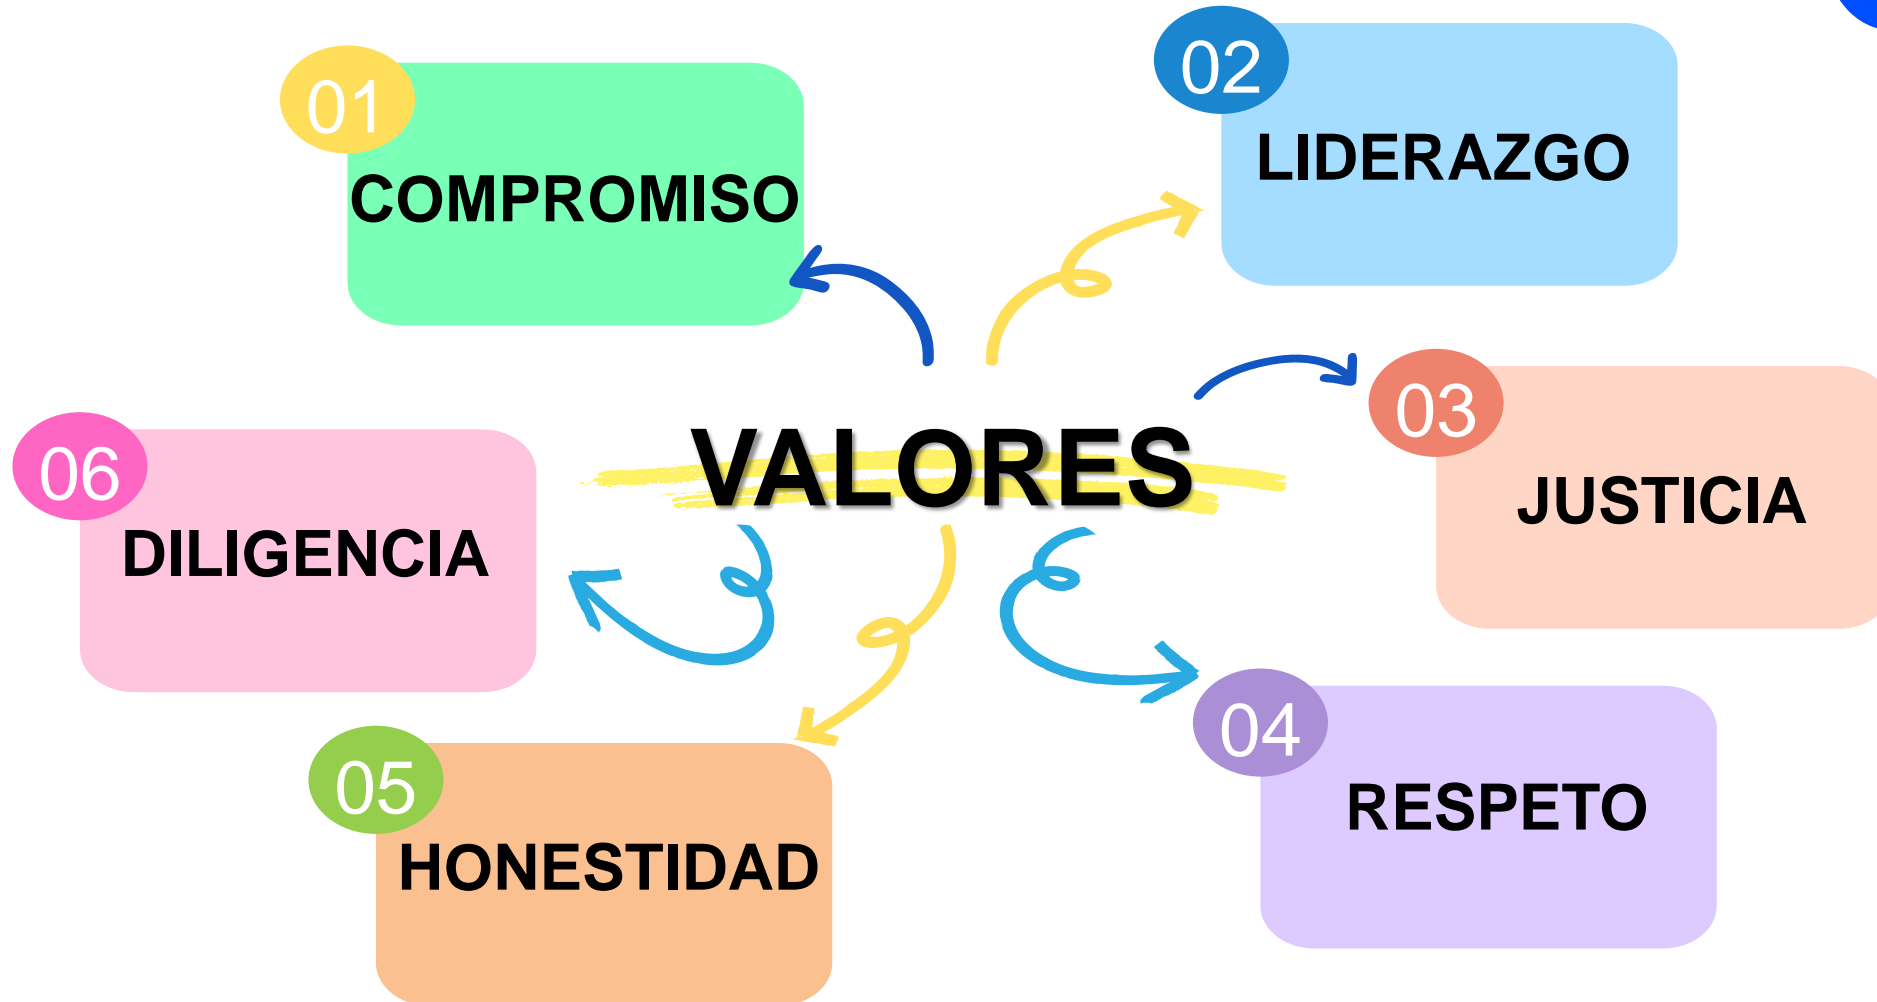 01
COMPROMISO
02
LIDERAZGO
03
JUSTICIA
VALORES
06
DILIGENCIA
04
RESPETO
05
HONESTIDAD